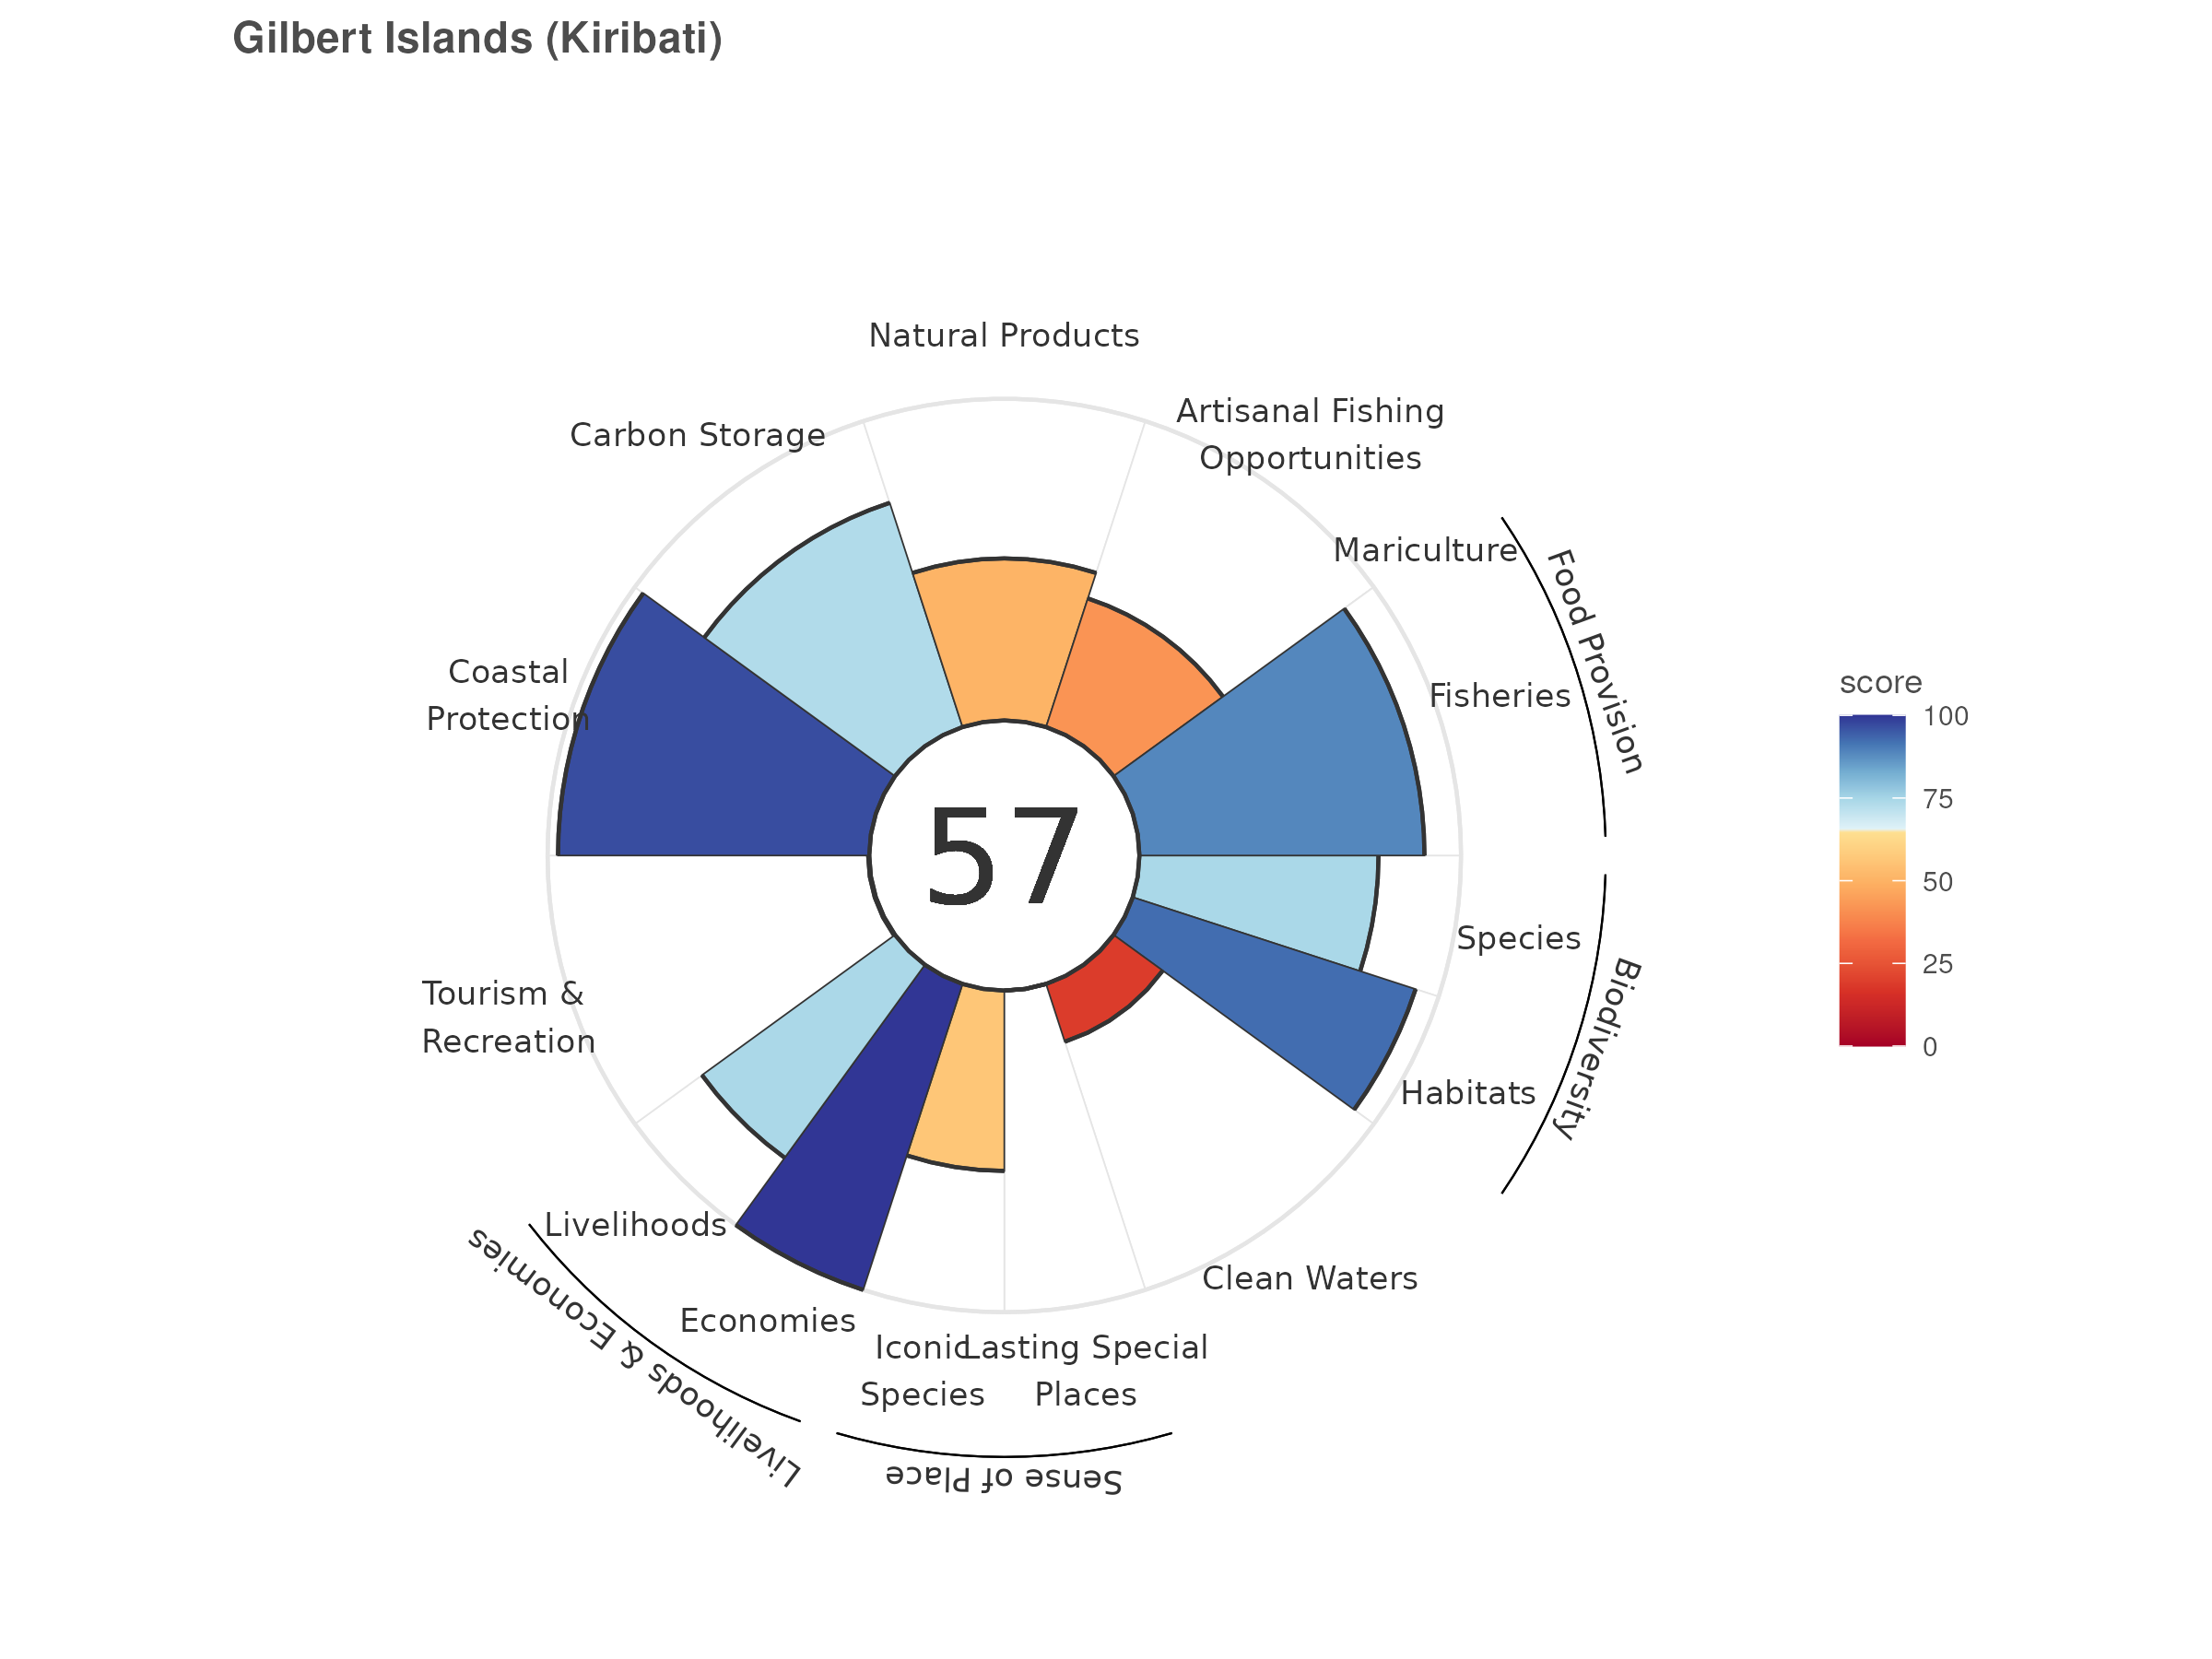 Gilbert Islands (Kiribati)
Natural Products
Artisanal Fishing
Opportunities
Carbon Storage
Mariculture
Food Provision
Coastal
Protection
Fisheries
score
100
75
50
25
0
57
Species
Biodiversity
Tourism &
Recreation
Habitats
Livelihoods
Clean Waters
Economies
Livelihoods & Economies
Iconic
Species
Lasting Special
Places
Sense of Place